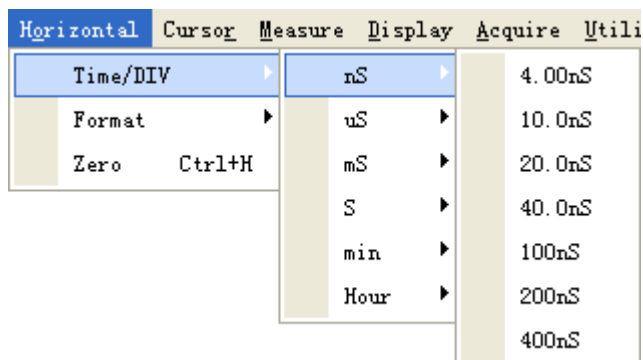 Horizontal Cursor Measure Display Acquire Utili
Time/DIV nS 4.00nS
Format uS 10.0nS
Zero Ctrl+H mS 20.0nS
S 40.0nS
min 100nS
Hour 200nS
400nS